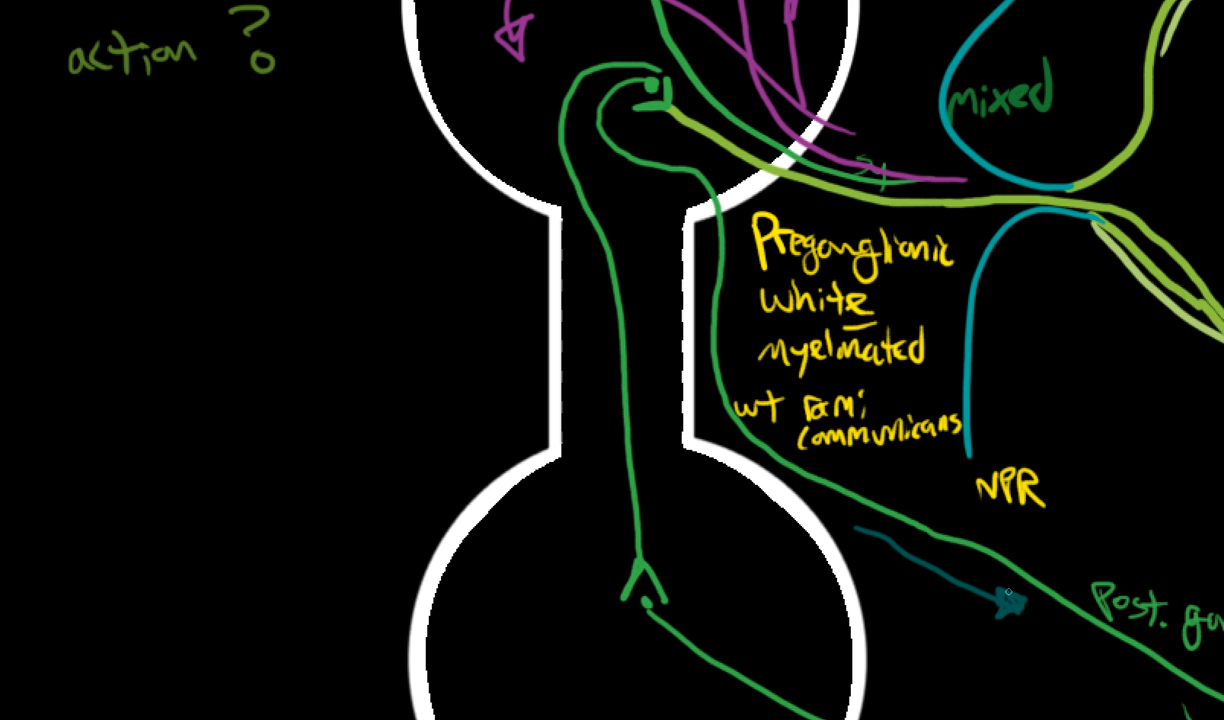 action ?
mixed
Preganglionic
white
myelinated
wt rami
communicans
NPR
Post. ga